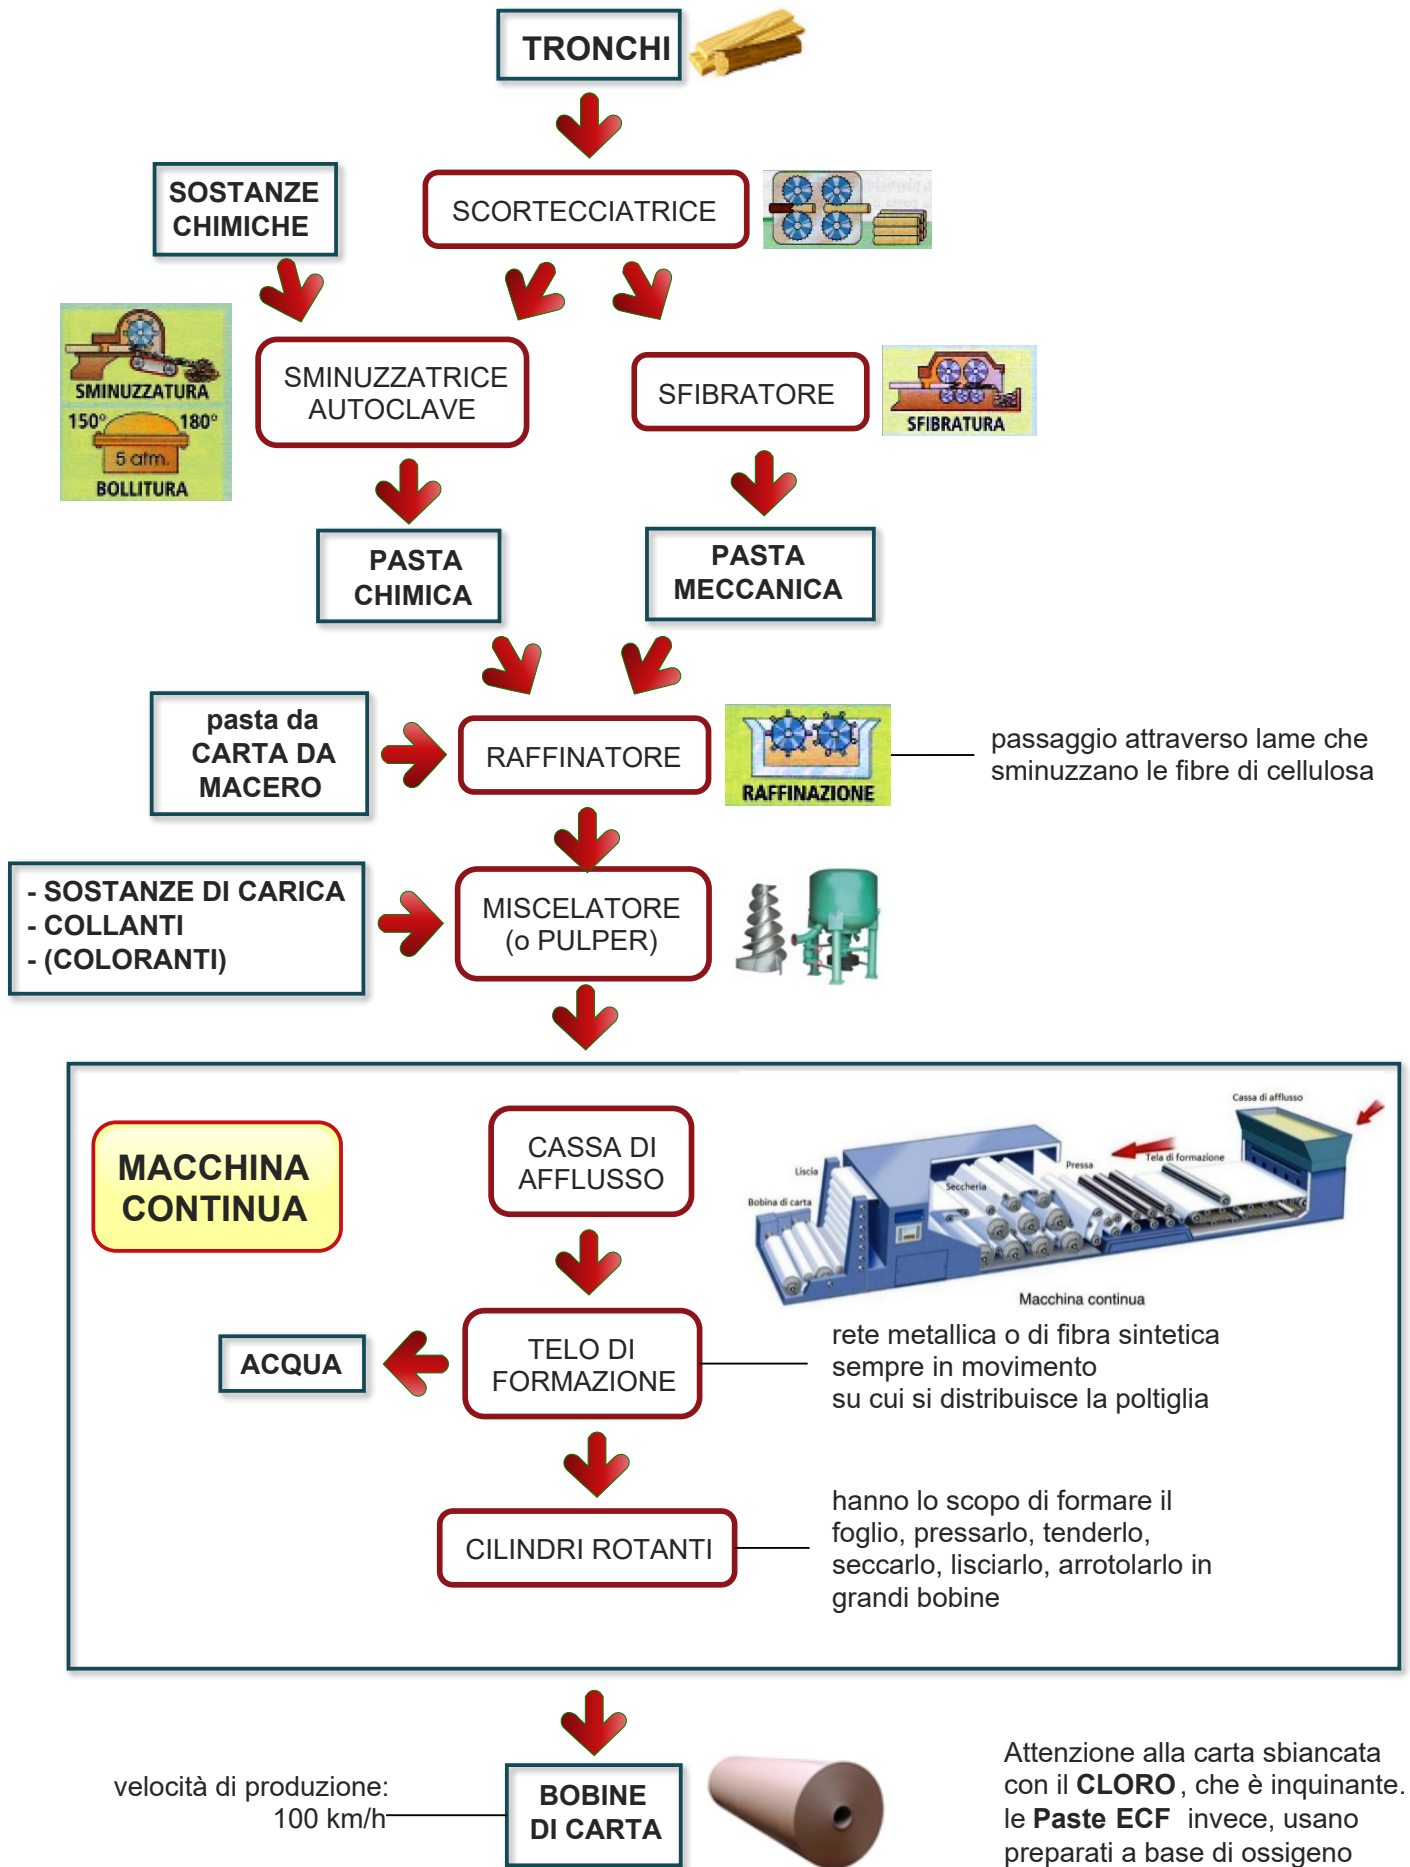 TRONCHI
SOSTANZE
CHIMICHE
SCORTECCIATRICE
SMINUZZATURA
150° 180°
5 atm.
BOLLITURA
SMINUZZATRICE
AUTOCLAVE
SFIBRATORE
SFIBRATURA
PASTA
CHIMICA
PASTA
MECCANICA
pasta da
CARTA DA
MACERO
RAFFINATORE
RAFFINAZIONE
passaggio attraverso lame che
sminuzzano le fibre di cellulosa
- SOSTANZE DI CARICA
- COLLANTI
- (COLORANTI)
MISCELATORE
(o PULPER)
MACCHINA
CONTINUA
CASSA DI
AFFLUSSO
Cassa di afflusso
Tela di formazione
Pressa
Seccheria
Liscia
Bobina di carta
Macchina continua
ACQUA
TELO DI
FORMAZIONE
rete metallica o di fibra sintetica
sempre in movimento
su cui si distribuisce la poltiglia
CILINDRI ROTANTI
hanno lo scopo di formare il
foglio, pressarlo, tenderlo,
seccarlo, lisciarlo, arrotolarlo in
grandi bobine
velocità di produzione:
100 km/h
BOBINE
DI CARTA
Attenzione alla carta sbiancata
con il CLORO, che è inquinante.
le Paste ECF invece, usano
preparati a base di ossigeno